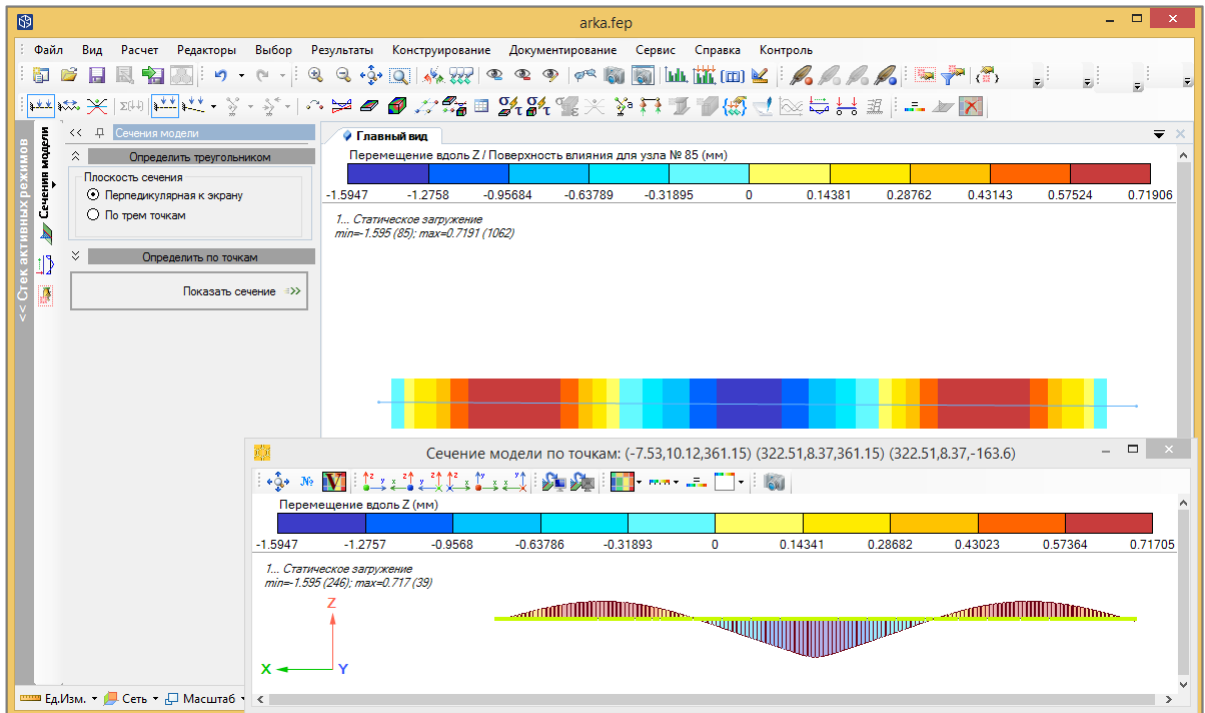 arka.fep
Файл Вид Расчет Редакторы Выбор Результаты Конструирование Документирование Сервис Справка Контроль
<< Стек активных режимов
Сечения модели
<< Сечения модели
Определить треугольником
Плоскость сечения
Перпедикулярная к экрану
По трем точкам
Определить по точкам
Показать сечение
Главный вид
Перемещение вдоль Z / Поверхность влияния для узла № 85 (мм)
-1.5947 -1.2758 -0.95684 -0.63789 -0.31895 0 0.14381 0.28762 0.43143 0.57524 0.71906
1... Статическое загружение
min=-1.595 (85); max=0.7191 (1062)
Сечение модели по точкам: (-7.53,10.12,361.15) (322.51,8.37,361.15) (322.51,8.37,-163.6)
Перемещение вдоль Z (мм)
-1.5947 -1.2757 -0.9568 -0.63786 -0.31893 0 0.14341 0.28682 0.43023 0.57364 0.71705
1... Статическое загружение
min=-1.595 (246); max=0.717 (39)
Z
X Y
Ед.Изм. Сеть Масштаб